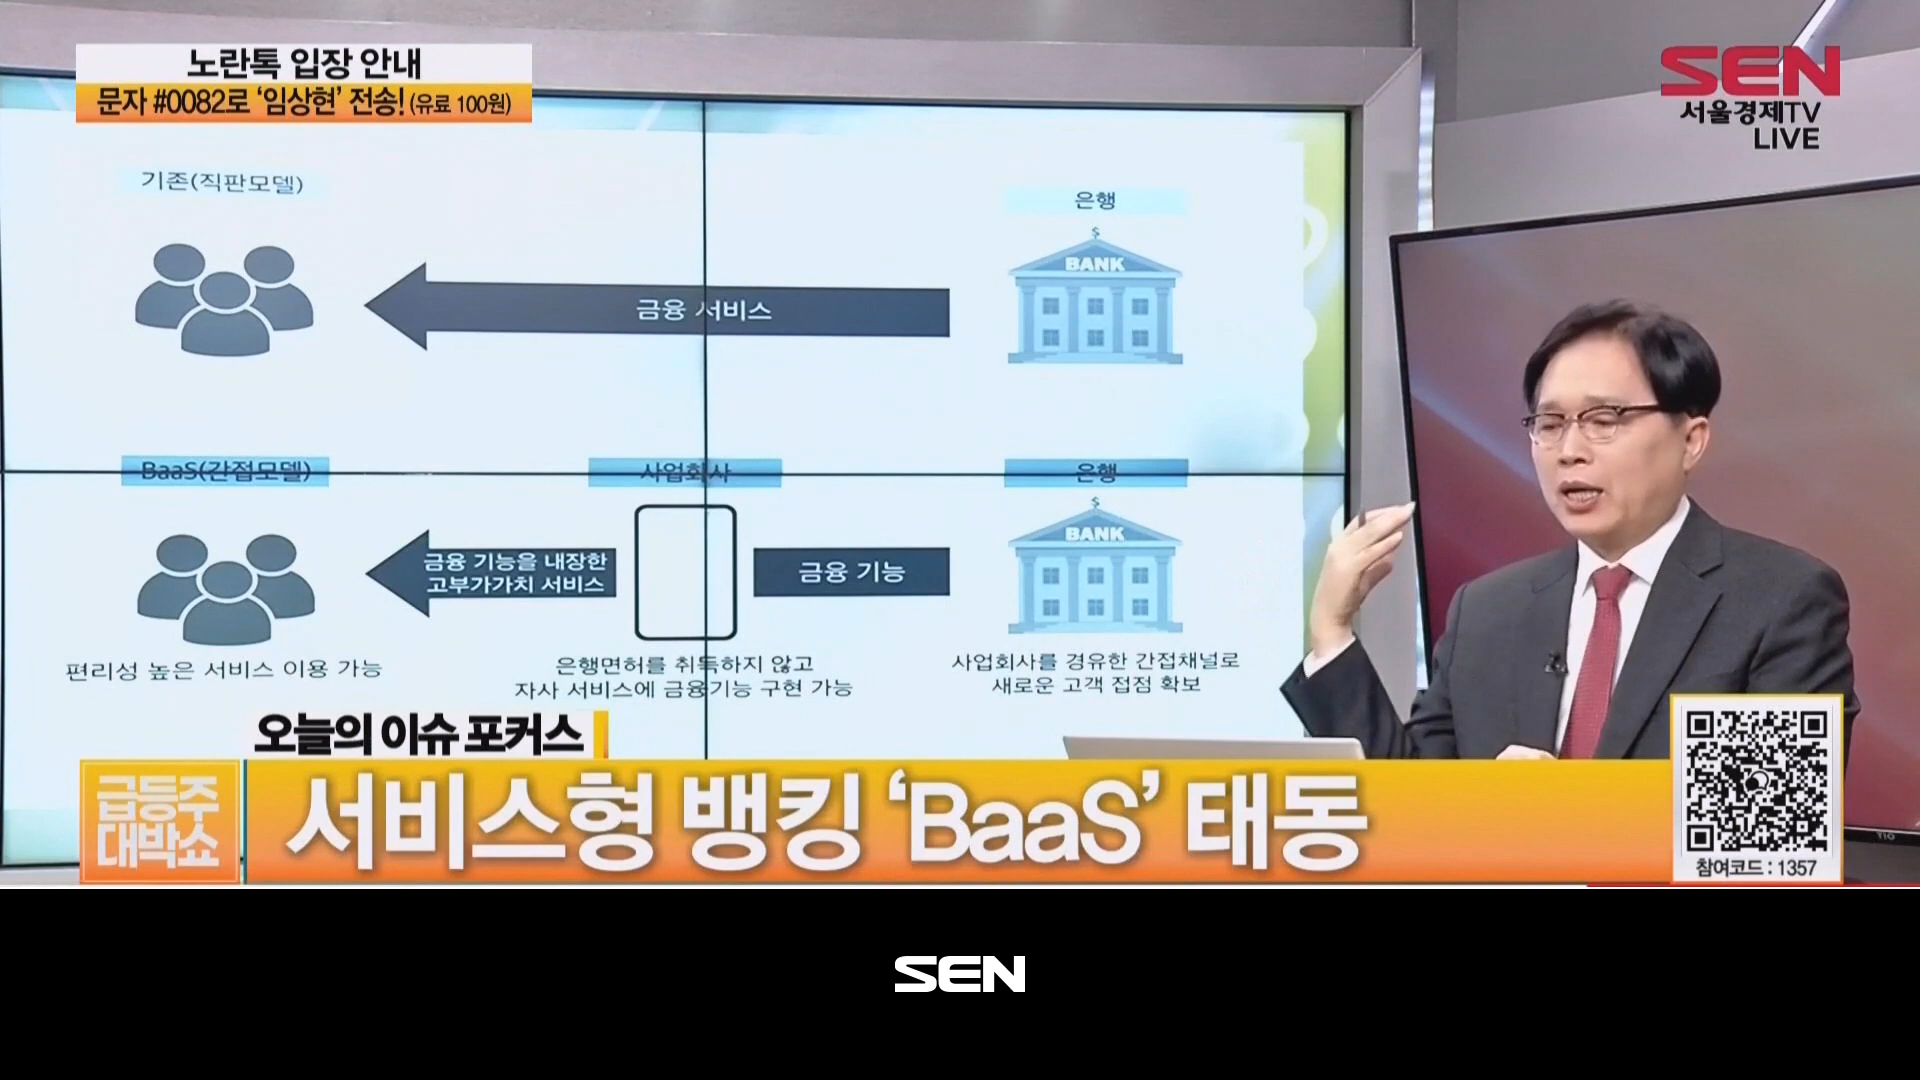 노란톡 입장 안내
문자 #0082로 ‘임상현’ 전송! (유료 100원)
SEN
서울경제TV
LIVE
기존(직판모델)
은행
$
BANK
금융 서비스
BaaS(간접모델)
사업회사
은행
$
BANK
금융 기능을 내장한
고부가가치 서비스
금융 기능
편리성 높은 서비스 이용 가능
은행면허를 취득하지 않고
자사 서비스에 금융기능 구현 가능
사업회사를 경유한 간접채널로
새로운 고객 접점 확보
오늘의 이슈 포커스
급등주
대박쇼
서비스형 뱅킹 ‘BaaS’ 태동
참여코드 : 1357
SEN